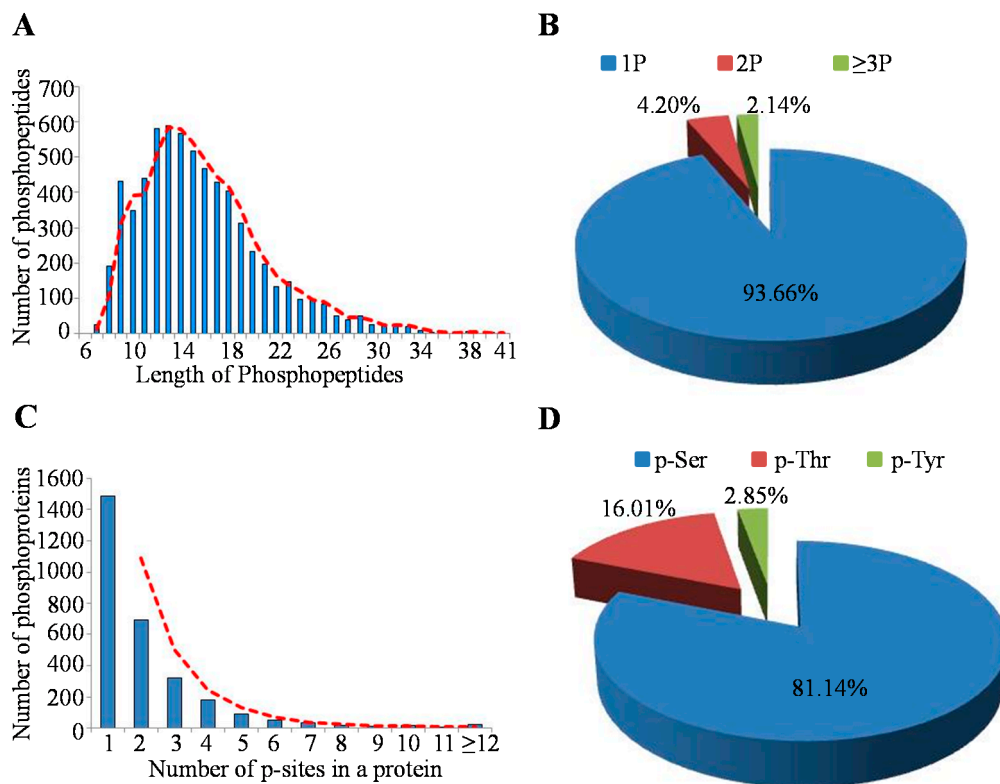 A
Number of phosphopeptides
700
600
500
400
300
200
100
0
6 10 14 18 22 26 30 34 38 41
Length of Phosphopeptides
B
1P 2P ≥3P
4.20% 2.14%
93.66%
C
Number of phosphoproteins
1600
1400
1200
1000
800
600
400
200
0
1 2 3 4 5 6 7 8 9 10 11 ≥12
Number of p-sites in a protein
D
p-Ser p-Thr p-Tyr
16.01% 2.85%
81.14%